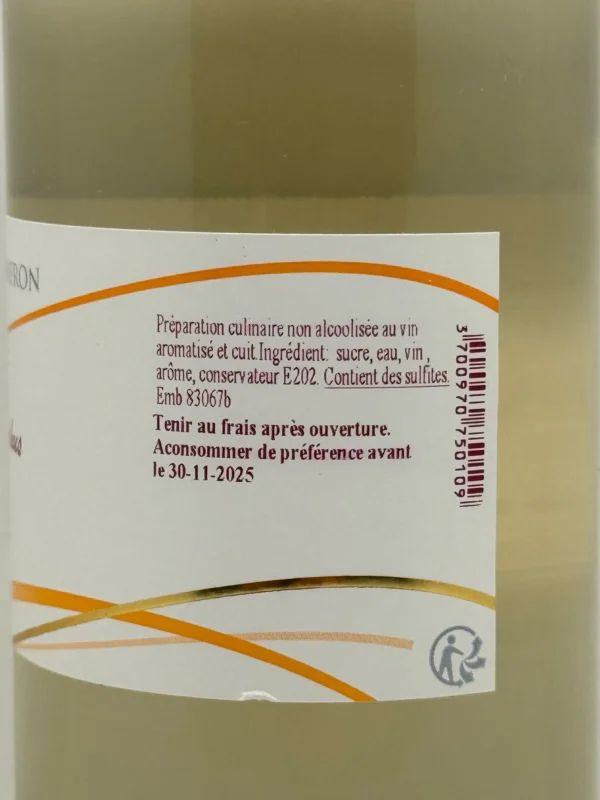 ERON
Préparation culinaire non alcoolisée au vin
aromatisé et cuit.Ingrédient: sucre, eau, vin,
arôme, conservateur E202. Contient des sulfites.
Emb 83067b
Tenir au frais après ouverture.
Aconsommer de préférence avant
le 30-11-2025
3700970750109